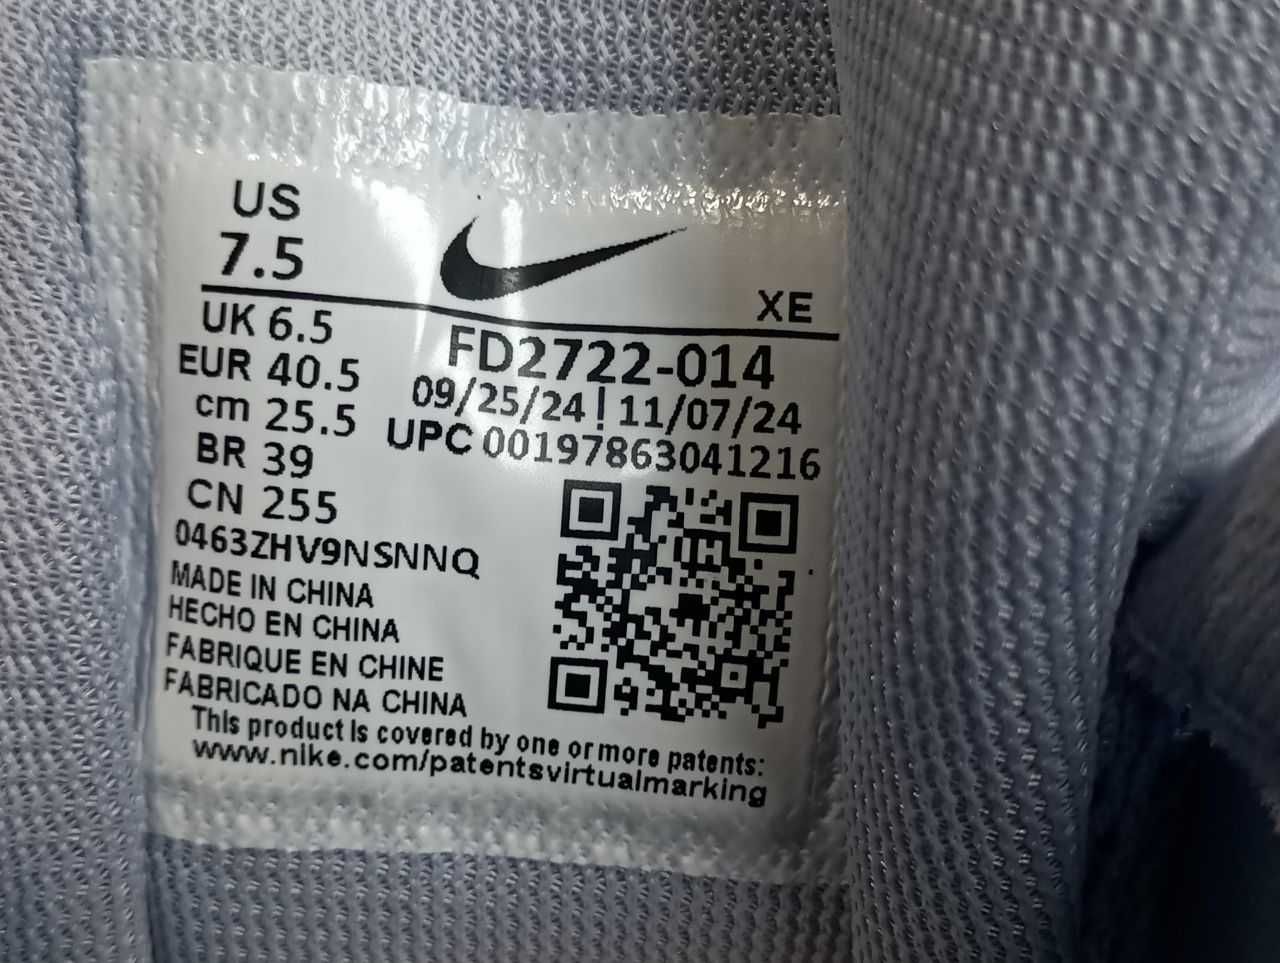 US
7.5
XE
UK 6.5
EUR 40.5
cm 25.5
BR 39
CN 255
FD2722-014
09/25/24 | 11/07/24
UPC 00197863041216
0463ZHV9NSNNQ
MADE IN CHINA
HECHO EN CHINA
FABRIQUE EN CHINE
FABRICADO NA CHINA
This product is covered by one or more patents:
www.nike.com/patentsvirtualmarking